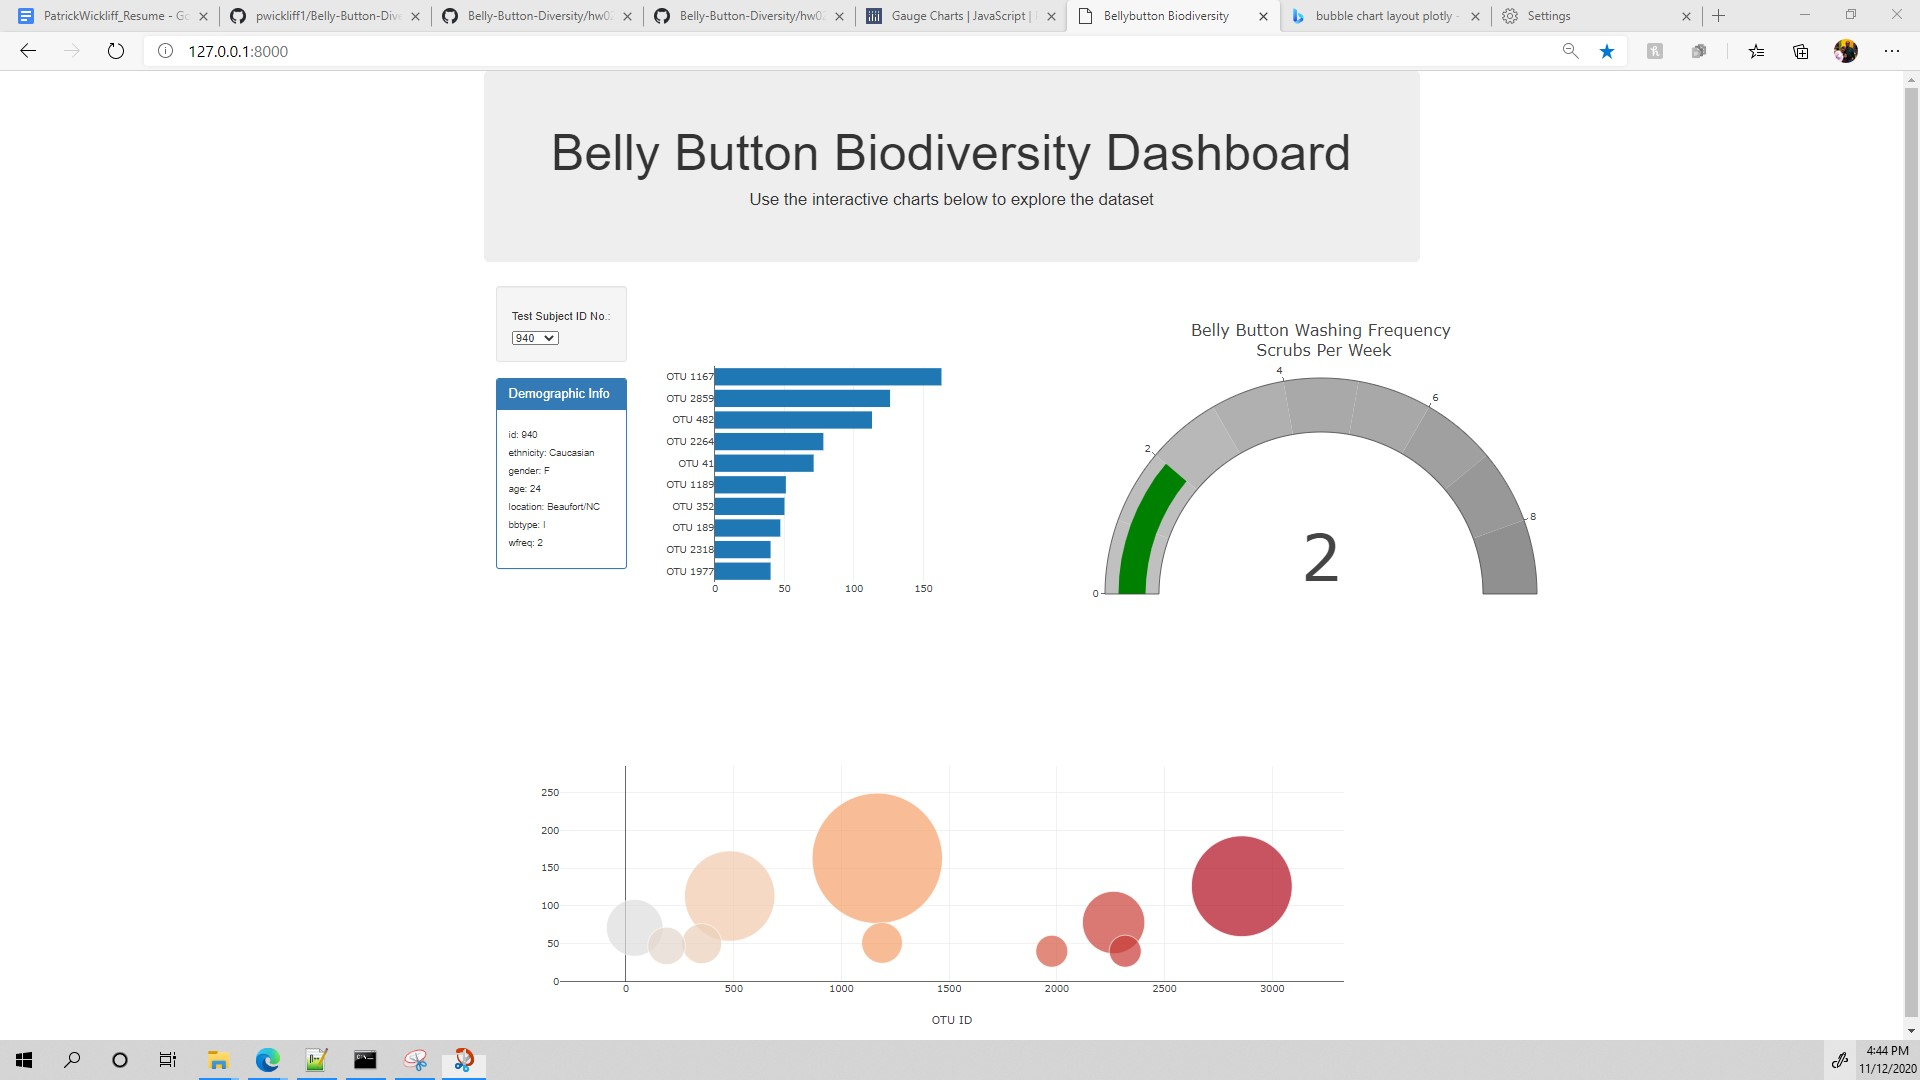 PatrickWickliff_Resume - Go
pwickliff1/Belly-Button-Dive
Belly-Button-Diversity/hw02
Belly-Button-Diversity/hw02
Gauge Charts | JavaScript |
Bellybutton Biodiversity
bubble chart layout plotly -
Settings
127.0.0.1:8000
Belly Button Biodiversity Dashboard
Use the interactive charts below to explore the dataset
Test Subject ID No.:
940
Demographic Info
id: 940
ethnicity: Caucasian
gender: F
age: 24
location: Beaufort/NC
bbtype: I
wfreq: 2
OTU 1167
OTU 2859
OTU 482
OTU 2264
OTU 41
OTU 1189
OTU 352
OTU 189
OTU 2318
OTU 1977
0 50 100 150
Belly Button Washing Frequency
Scrubs Per Week
0
2
4
6
8
2
250
200
150
100
50
0
0 500 1000 1500 2000 2500 3000
OTU ID
4:44 PM
11/12/2020